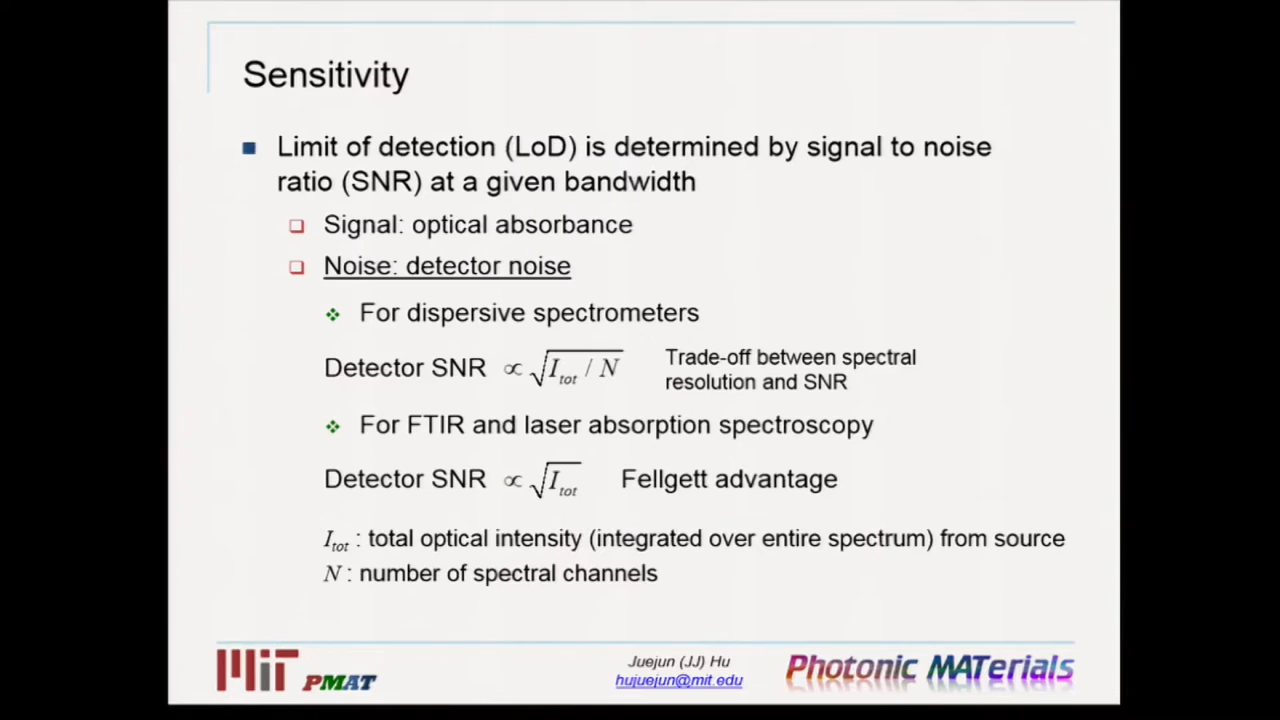 Sensitivity
Limit of detection (LoD) is determined by signal to noise
ratio (SNR) at a given bandwidth
Signal: optical absorbance
Noise: detector noise
For dispersive spectrometers
Detector SNR ∝ √(I_tot / N)
Trade-off between spectral
resolution and SNR
For FTIR and laser absorption spectroscopy
Detector SNR ∝ √(I_tot) Fellgett advantage
I_tot : total optical intensity (integrated over entire spectrum) from source
N : number of spectral channels
MIT PMAT
Juejun (JJ) Hu
hujuejun@mit.edu
Photonic MATerials